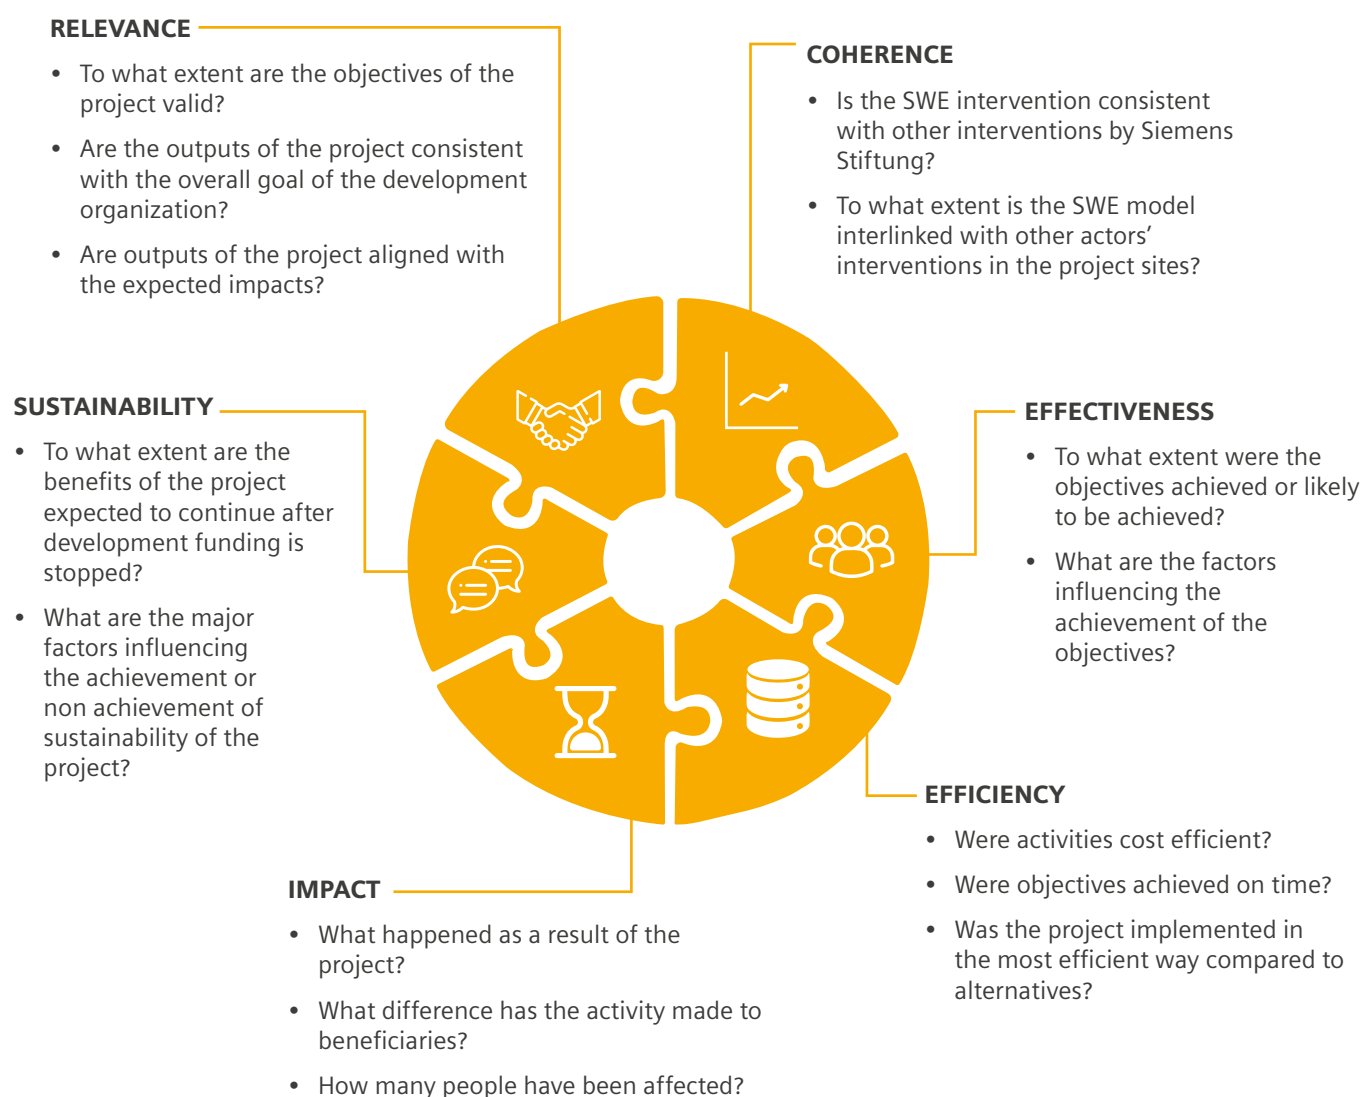 RELEVANCE
• To what extent are the objectives of the
project valid?
• Are the outputs of the project consistent
with the overall goal of the development
organization?
• Are outputs of the project aligned with
the expected impacts?
COHERENCE
• Is the SWE intervention consistent
with other interventions by Siemens
Stiftung?
• To what extent is the SWE model
interlinked with other actors’
interventions in the project sites?
SUSTAINABILITY
• To what extent are the
benefits of the project
expected to continue after
development funding is
stopped?
• What are the major
factors influencing
the achievement or
non achievement of
sustainability of the
project?
EFFECTIVENESS
• To what extent were the
objectives achieved or likely
to be achieved?
• What are the factors
influencing the
achievement of the
objectives?
EFFICIENCY
• Were activities cost efficient?
• Were objectives achieved on time?
• Was the project implemented in
the most efficient way compared to
alternatives?
IMPACT
• What happened as a result of the
project?
• What difference has the activity made to
beneficiaries?
• How many people have been affected?